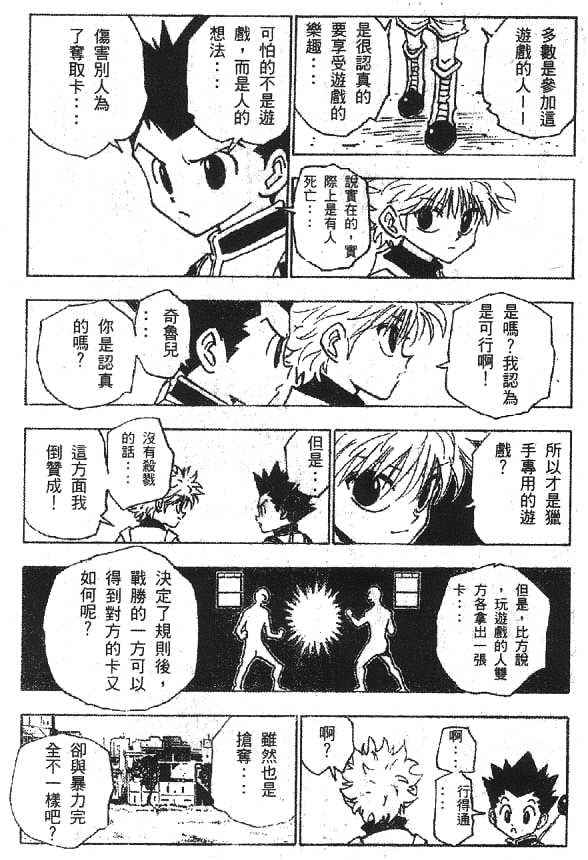 多數是參加這
遊戲的人──
是很認真的
要享受遊戲的
樂趣…
可怕的不是遊
戲，而是人的
想法…
傷害別人為
了奪取卡…
說實在的，實
際上是有人
死亡…
是嗎？我認為
是可行啊！
奇魯兒
…
你是認真
的嗎？
所以才是獵
手專用的遊
戲？
但是…
沒有殺戮
的話…
這方面我
倒贊成！
但是，比方說
，玩遊戲的人雙
方各拿出一張
卡…
決定了規則後，
戰勝的一方可以
得到對方的卡又
如何呢？
啊…
行得通
啊？
雖然也是
搶奪…
卻與暴力完
全不一樣吧？